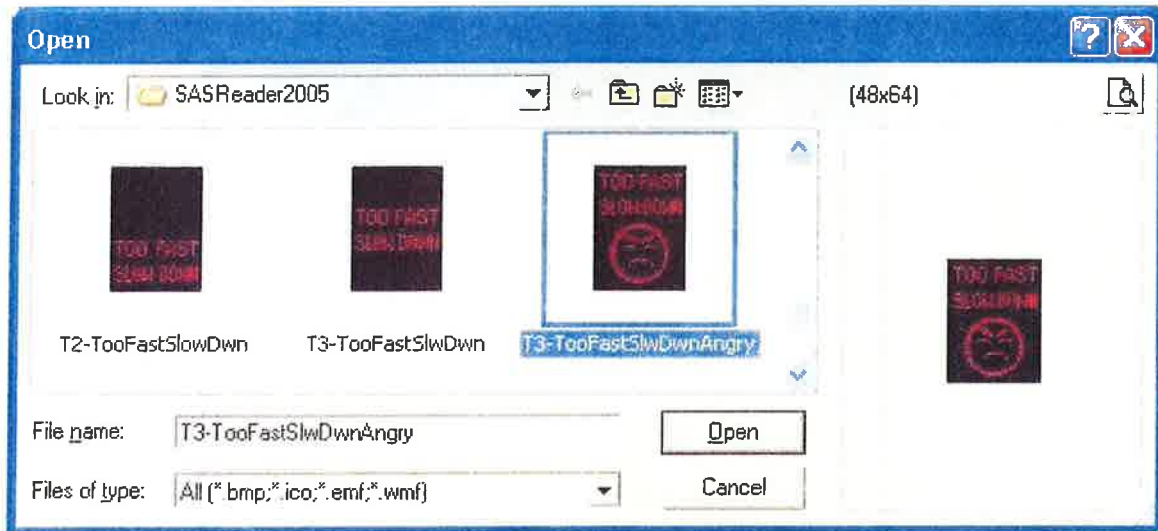 Open
Look in: SASReader2005
(48x64)
TOO FAST
SLOW DOWN
TOO FAST
SLOW DOWN
TOO FAST
SLOW DOWN
TOO FAST
SLOW DOWN
T2-TooFastSlowDwn
T3-TooFastSlwDwn
T3-TooFastSlwDwnAngry
File name: T3-TooFastSlwDwnAngry
Open
Files of type: All (*.bmp;*.ico;*.emf;*.wmf)
Cancel